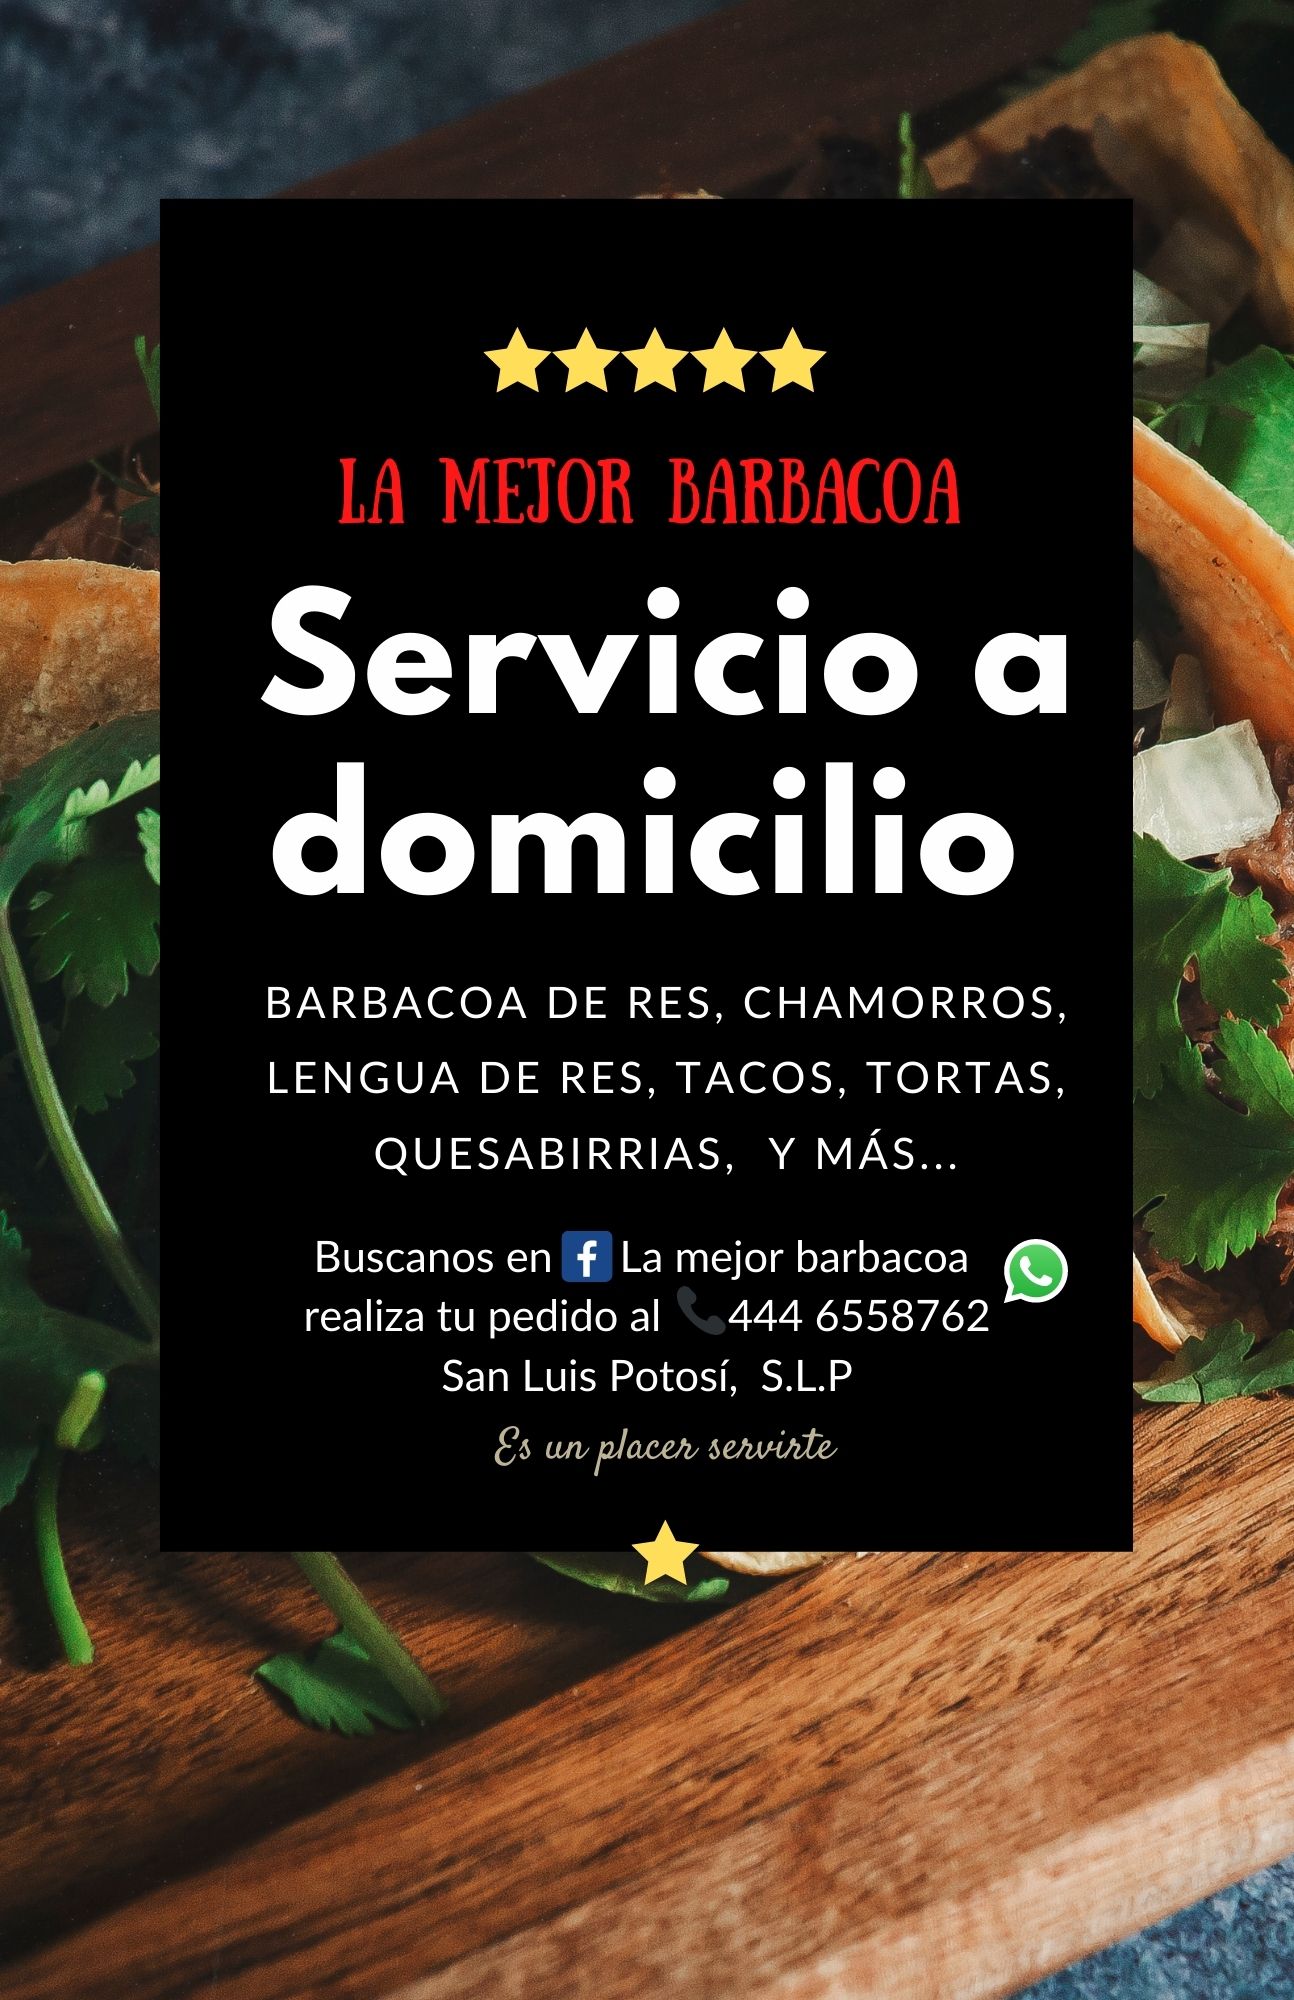 LA MEJOR BARBACOA
Servicio a
domicilio
BARBACOA DE RES, CHAMORROS,
LENGUA DE RES, TACOS, TORTAS,
QUESABIRRIAS, Y MÁS...
Buscanos en f La mejor barbacoa
realiza tu pedido al 444 6558762
San Luis Potosí, S.L.P
Es un placer servirte